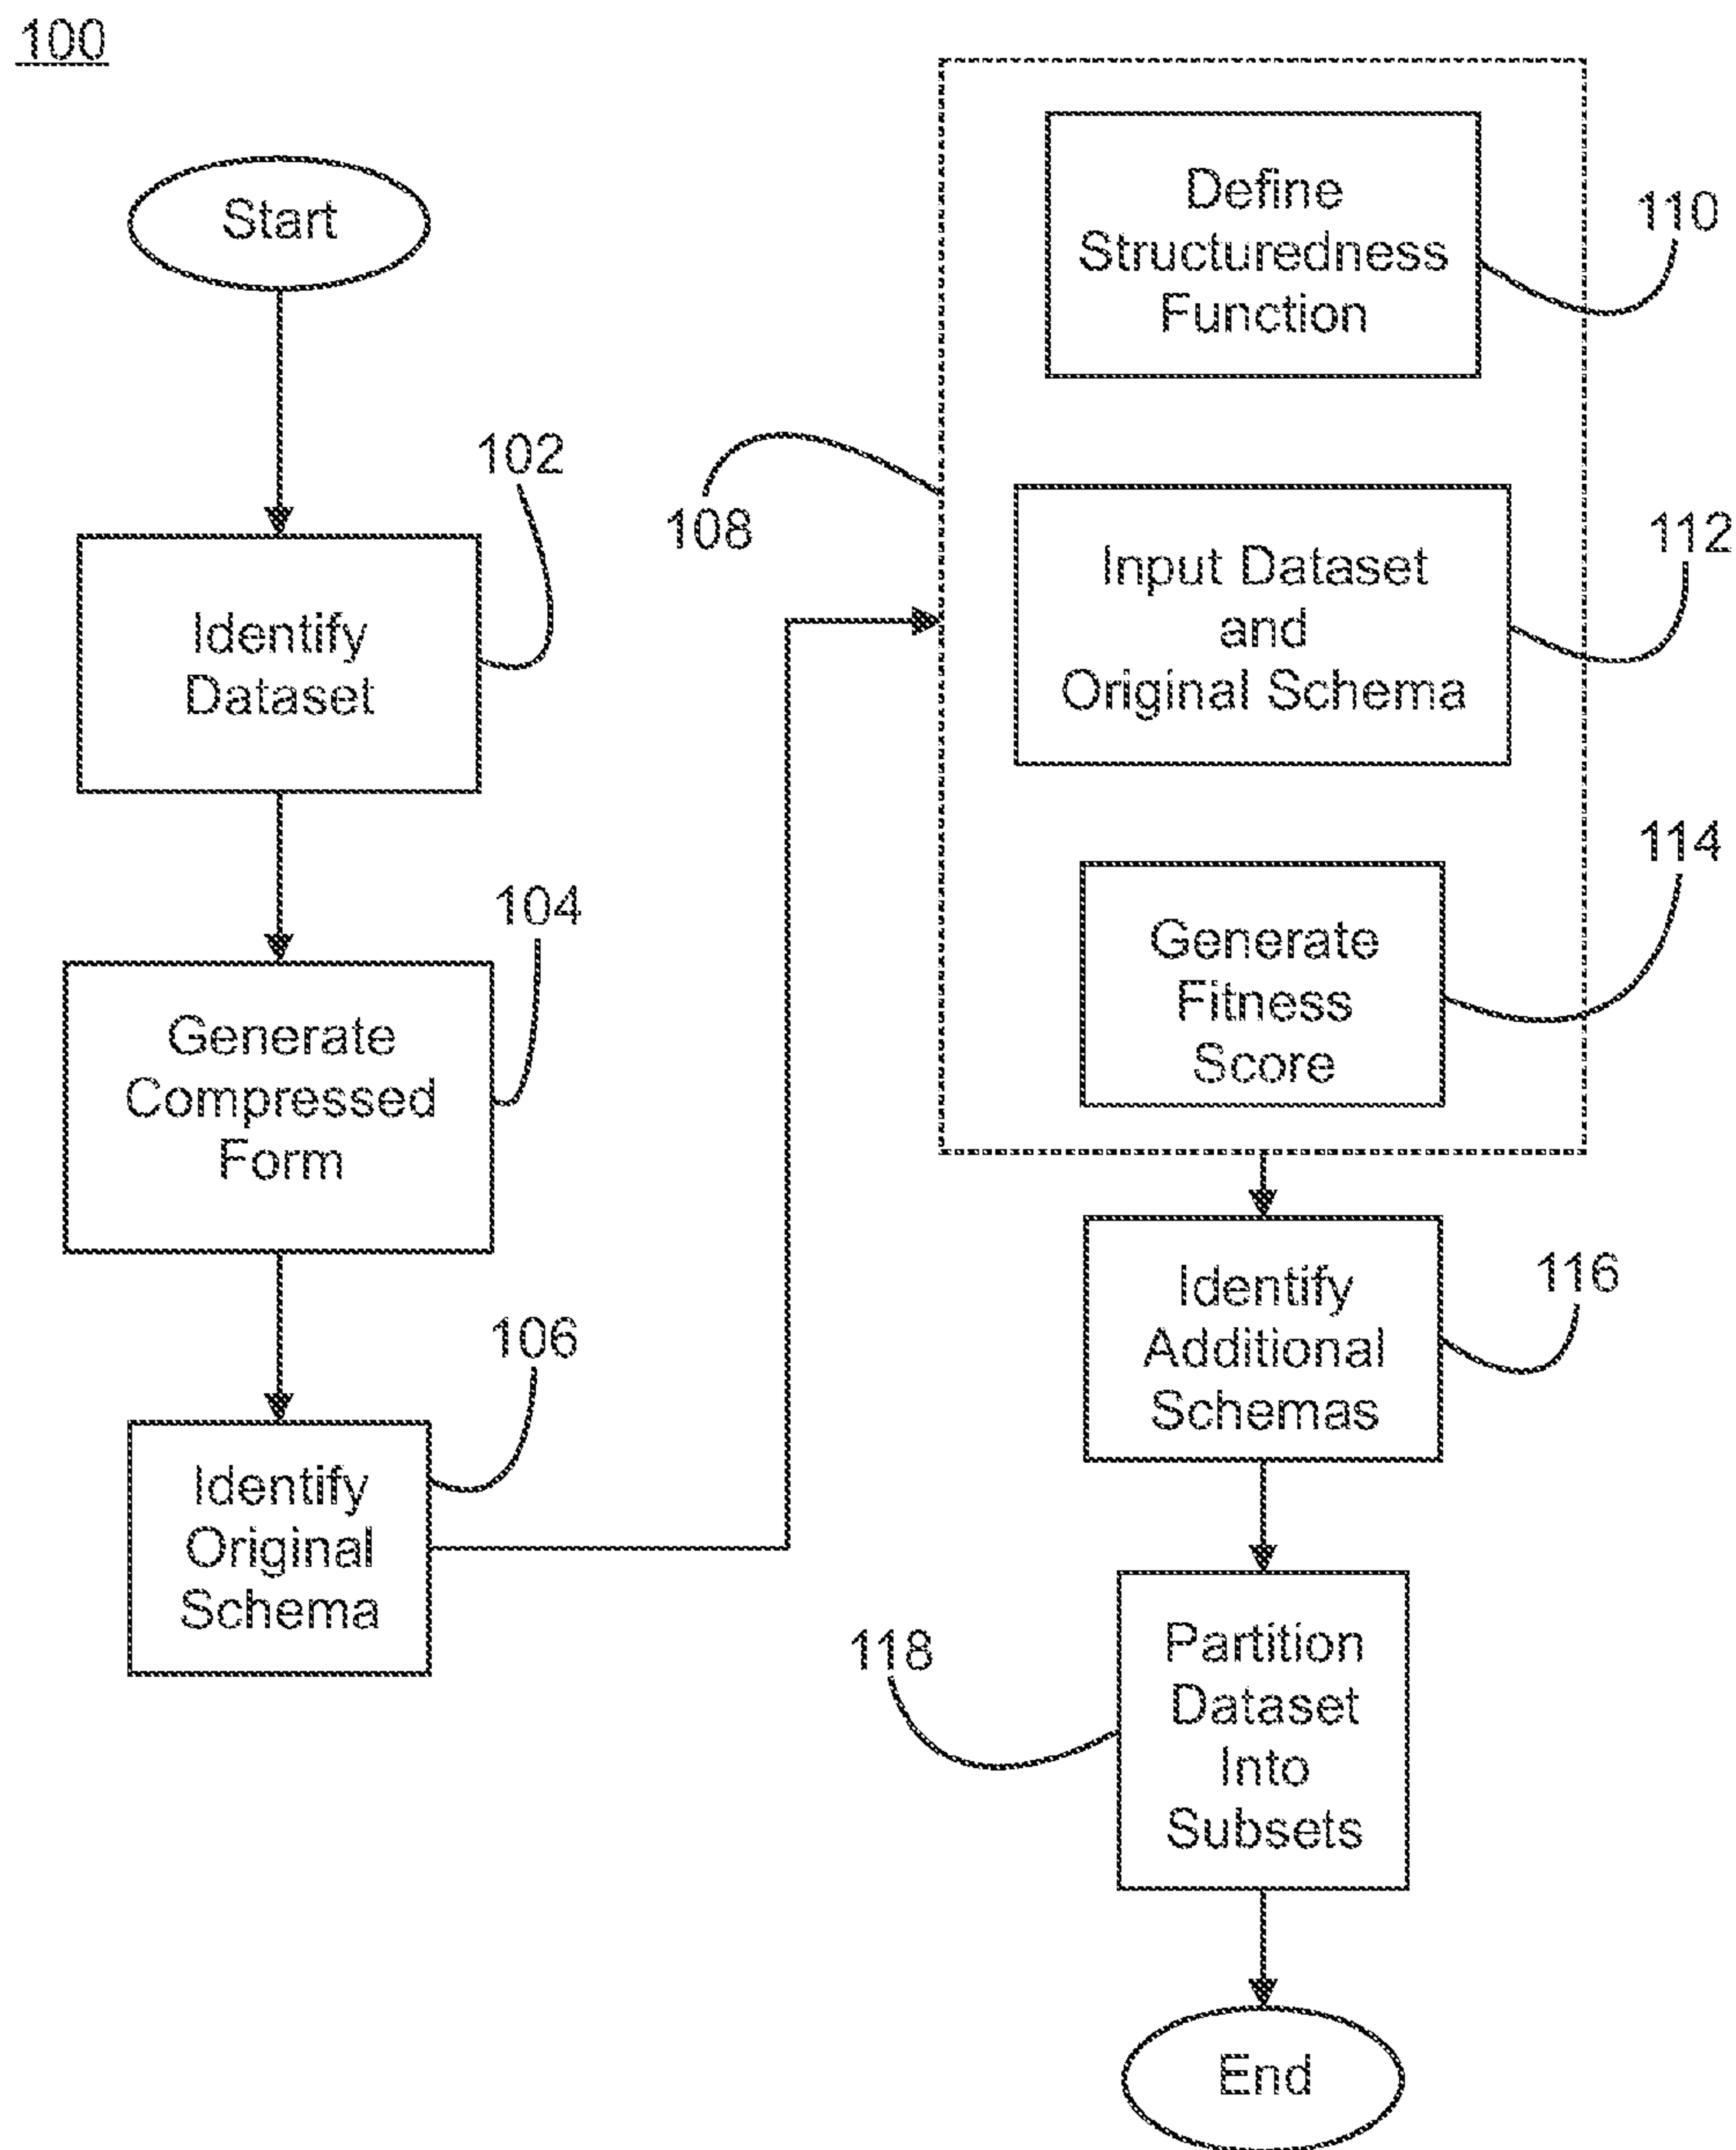 100
Start
102
Identify
Dataset
104
Generate
Compressed
Form
106
Identify
Original
Schema
108
Define
Structuredness
Function
110
Input Dataset
and
Original Schema
112
Generate
Fitness
Score
114
Identify
Additional
Schemas
116
Partition
Dataset
Into
Subsets
118
End